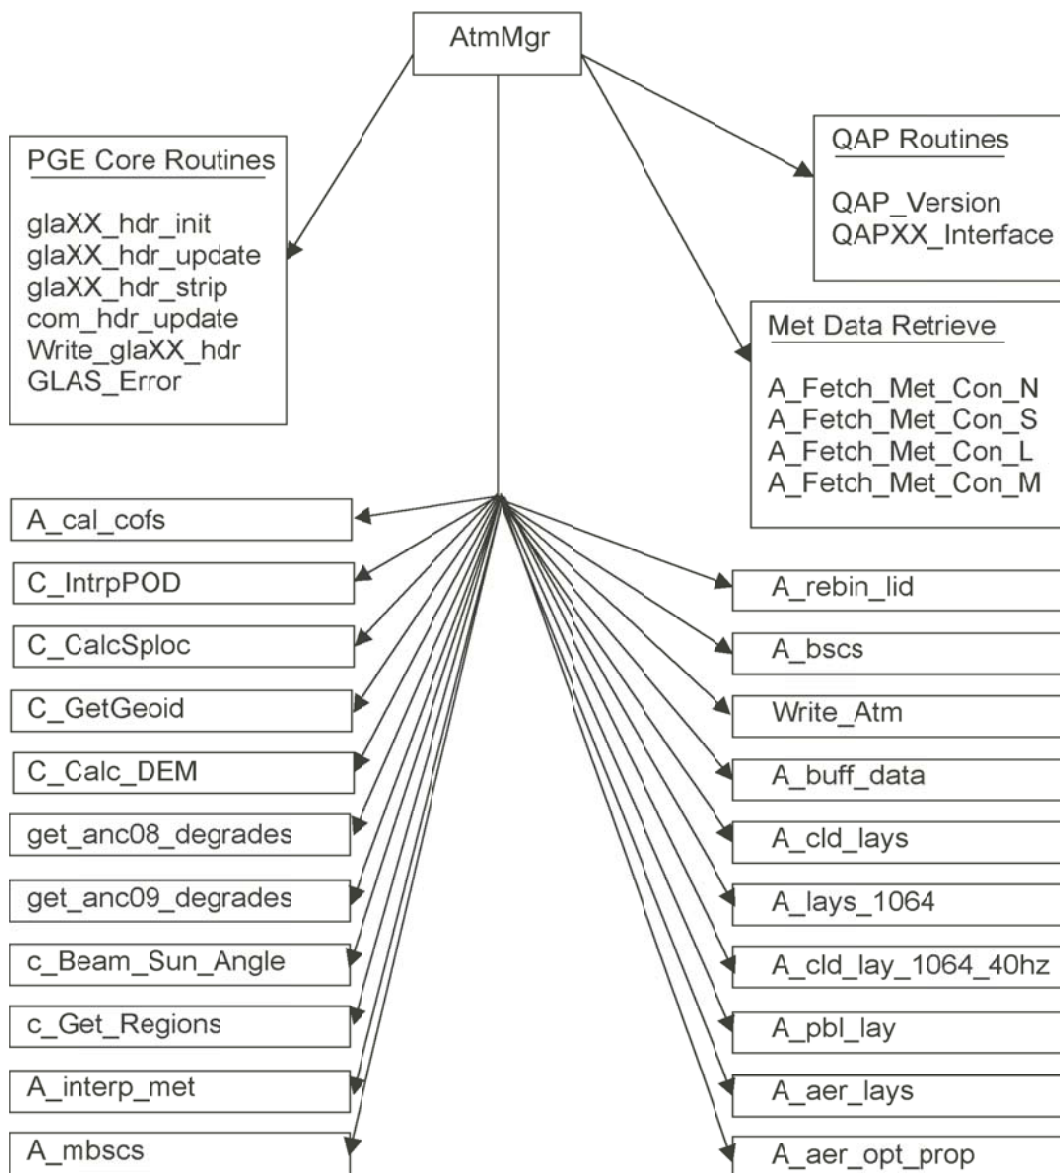 AtmMgr
PGE Core Routines
glaXX_hdr_init
glaXX_hdr_update
glaXX_hdr_strip
com_hdr_update
Write_glaXX_hdr
GLAS_Error
QAP Routines
QAP_Version
QAPXX_Interface
Met Data Retrieve
A_Fetch_Met_Con_N
A_Fetch_Met_Con_S
A_Fetch_Met_Con_L
A_Fetch_Met_Con_M
A_cal_cofs
C_IntrpPOD
C_CalcSploc
C_GetGeoid
C_Calc_DEM
get_anc08_degrades
get_anc09_degrades
c_Beam_Sun_Angle
c_Get_Regions
A_interp_met
A_mbscs
A_rebin_lid
A_bscs
Write_Atm
A_buff_data
A_cld_lays
A_lays_1064
A_cld_lay_1064_40hz
A_pbl_lay
A_aer_lays
A_aer_opt_prop